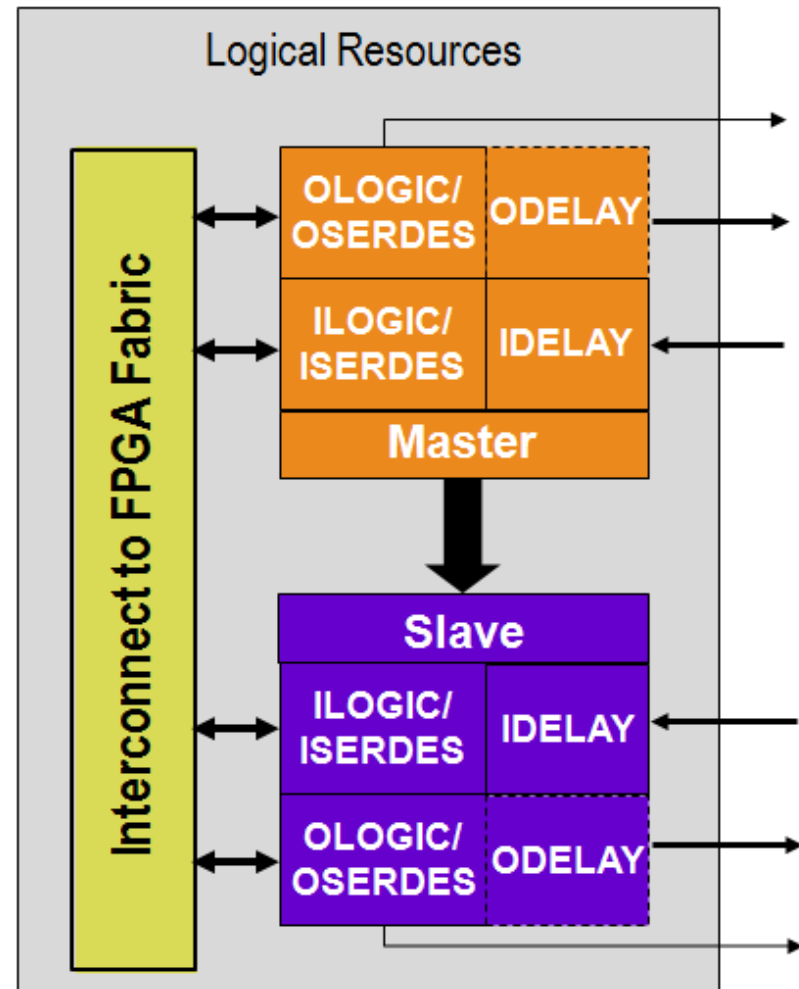 Logical Resources
Interconnect to FPGA Fabric
OLOGIC/
OSERDES
ODELAY
ILOGIC/
ISERDES
IDELAY
Master
Slave
ILOGIC/
ISERDES
IDELAY
OLOGIC/
OSERDES
ODELAY